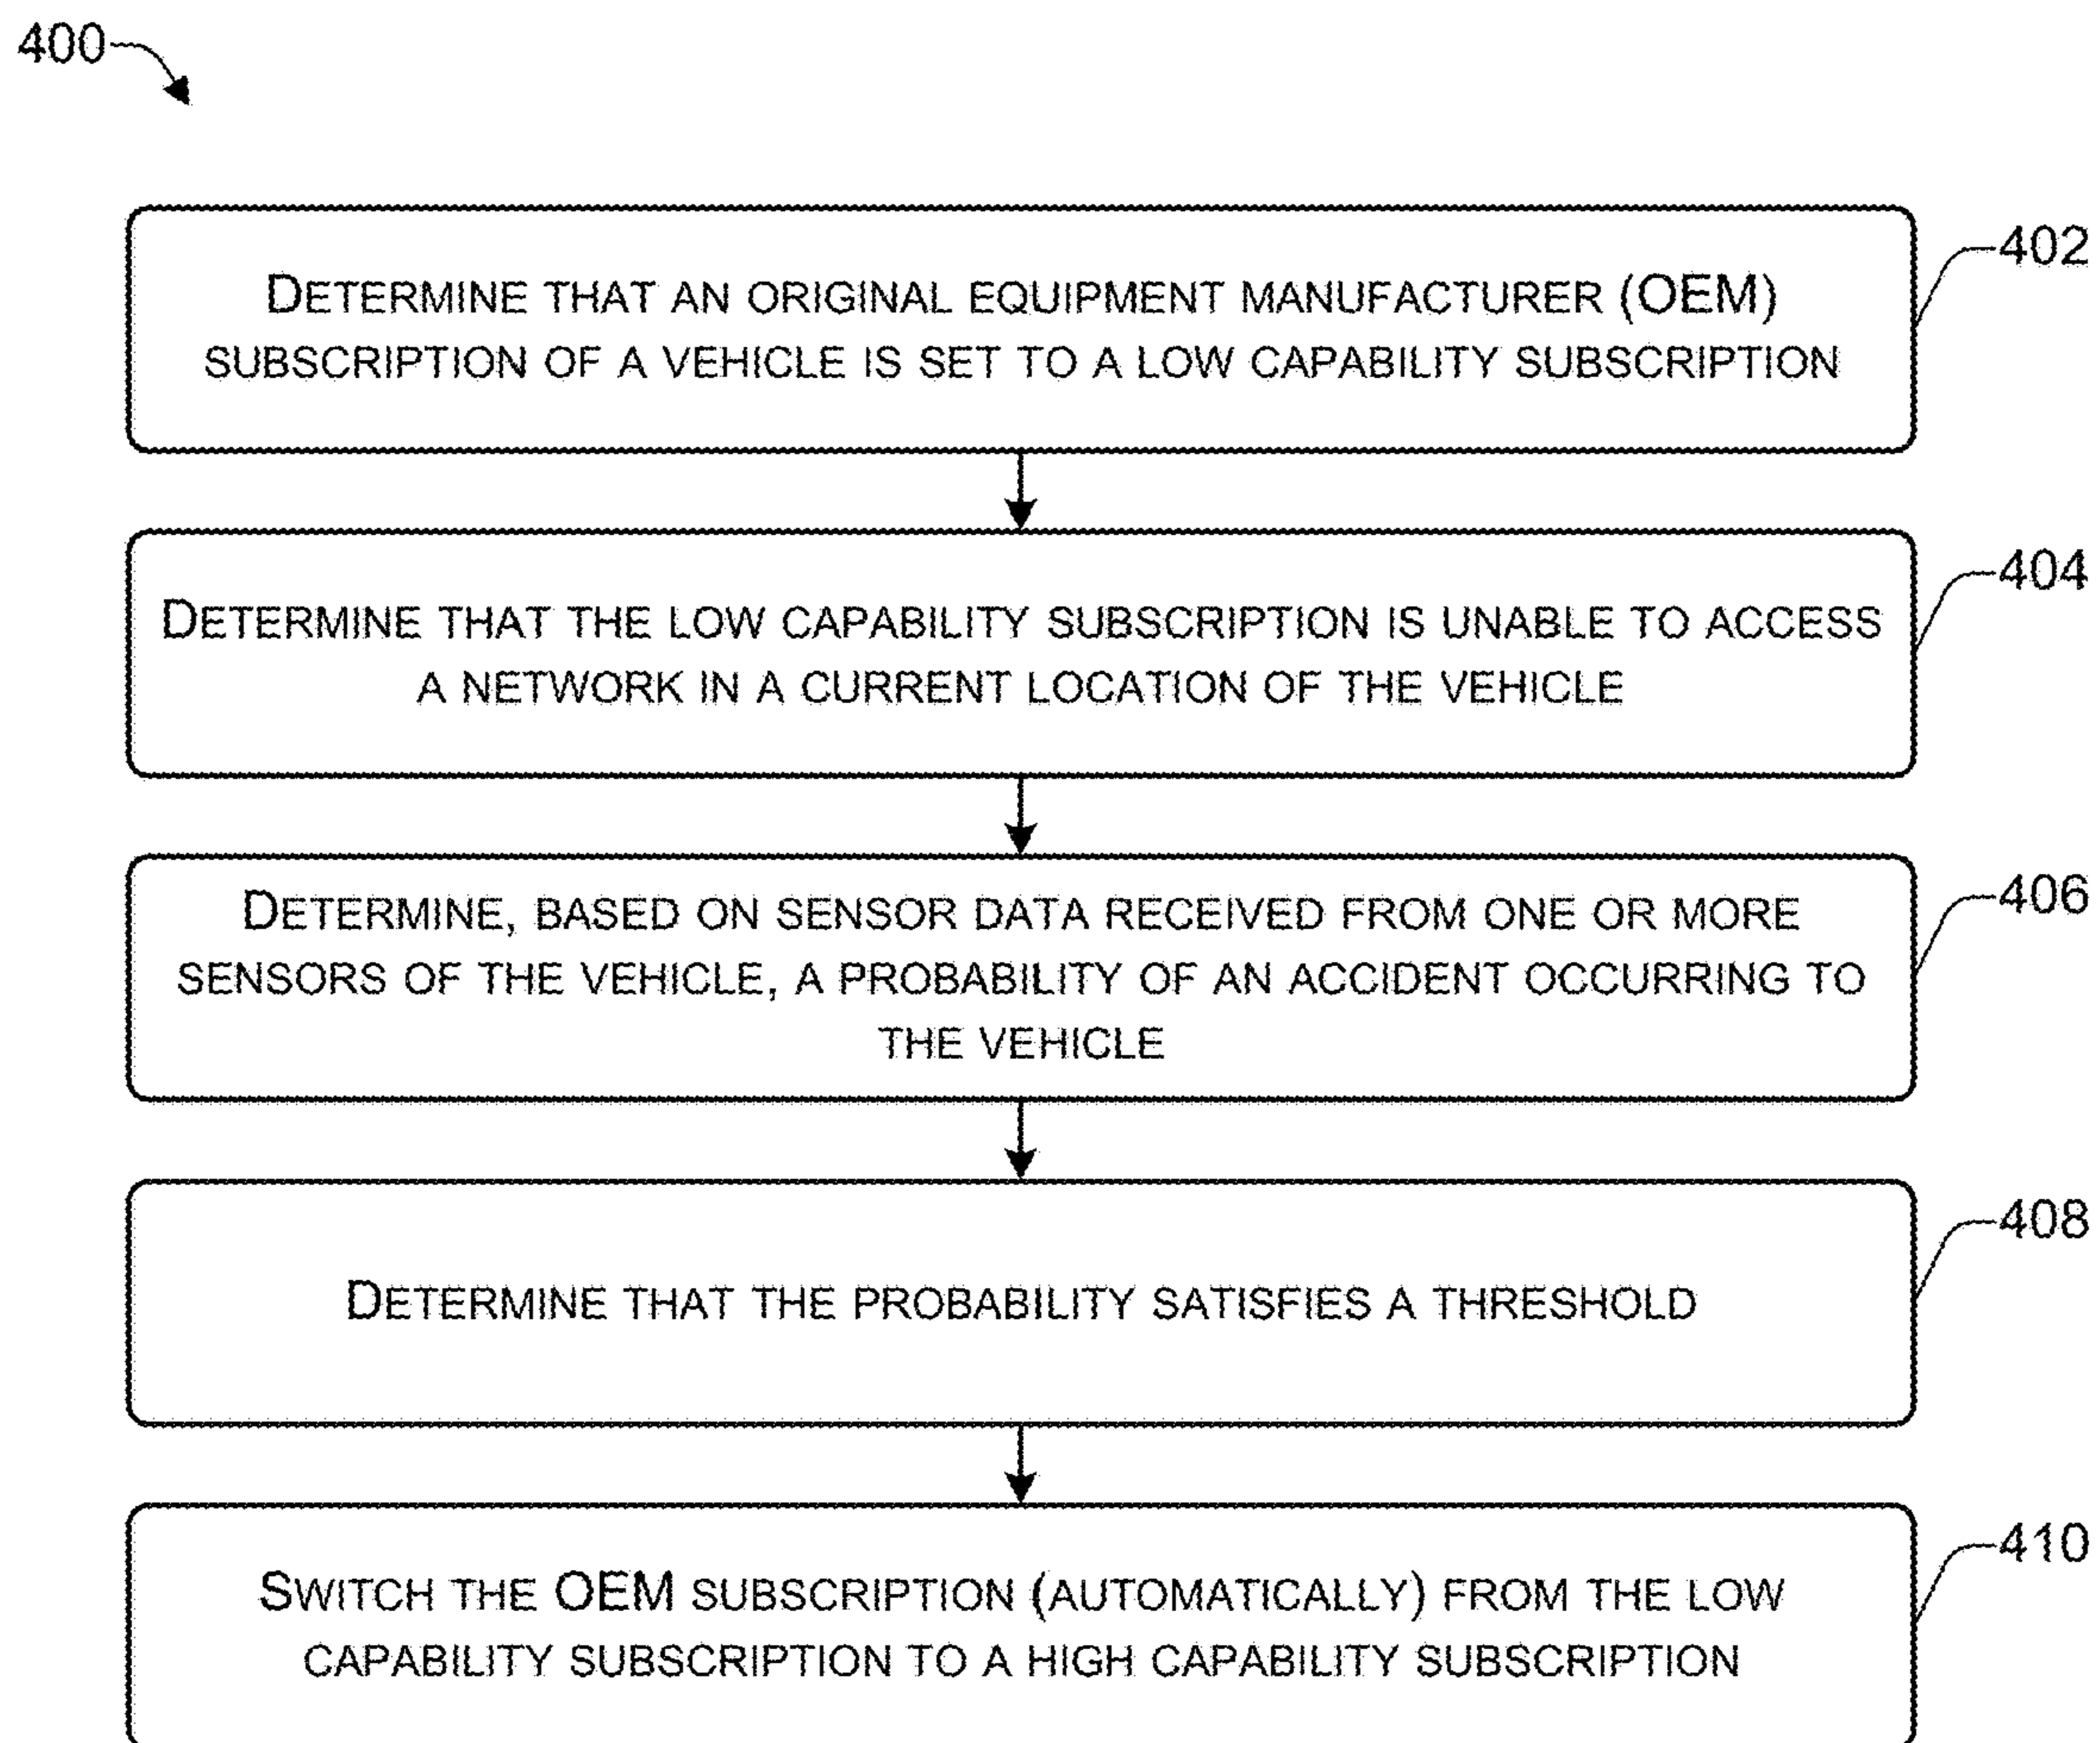 400
DETERMINE THAT AN ORIGINAL EQUIPMENT MANUFACTURER (OEM)
SUBSCRIPTION OF A VEHICLE IS SET TO A LOW CAPABILITY SUBSCRIPTION
402
DETERMINE THAT THE LOW CAPABILITY SUBSCRIPTION IS UNABLE TO ACCESS
A NETWORK IN A CURRENT LOCATION OF THE VEHICLE
404
DETERMINE, BASED ON SENSOR DATA RECEIVED FROM ONE OR MORE
SENSORS OF THE VEHICLE, A PROBABILITY OF AN ACCIDENT OCCURRING TO
THE VEHICLE
406
DETERMINE THAT THE PROBABILITY SATISFIES A THRESHOLD
408
SWITCH THE OEM SUBSCRIPTION (AUTOMATICALLY) FROM THE LOW
CAPABILITY SUBSCRIPTION TO A HIGH CAPABILITY SUBSCRIPTION
410